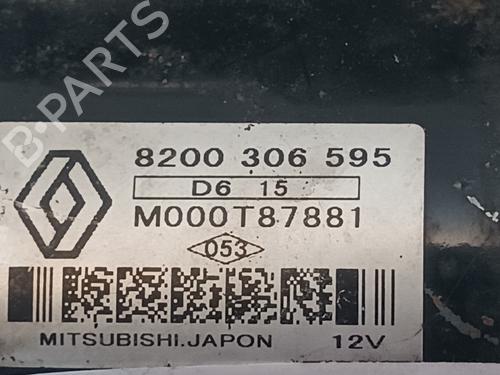 B-PARTS
8200 306 595
D6 15
M000T87881
053
MITSUBISHI.JAPON 12V